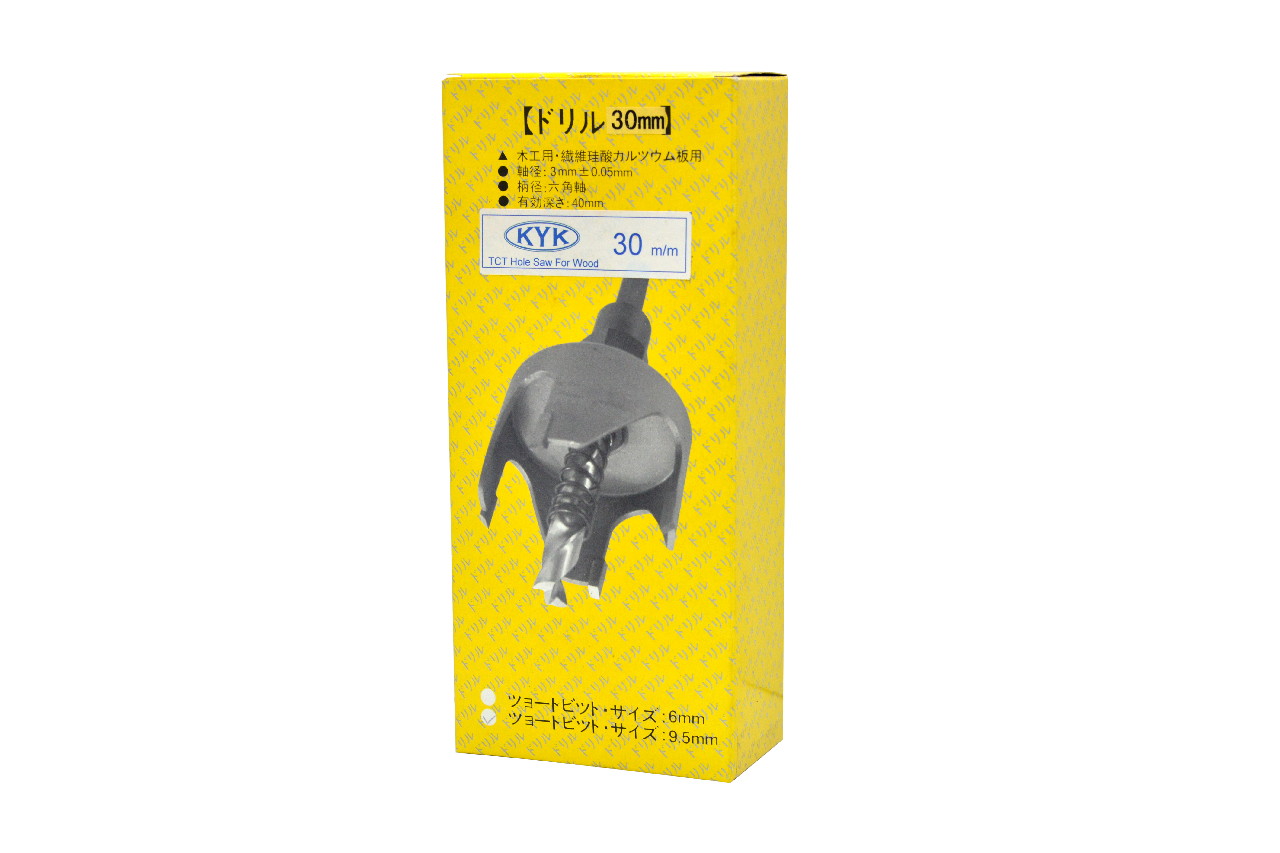 【ドリル 30mm】
▲ 木工用・繊維珪酸カルツウム板用
● 軸径:3mm±0.05mm
● 柄径:六角軸
● 有効深さ:40mm
KYK 30 m/m
TCT Hole Saw For Wood
ツョートビット・サイズ:6mm
ツョートビット・サイズ:9.5mm